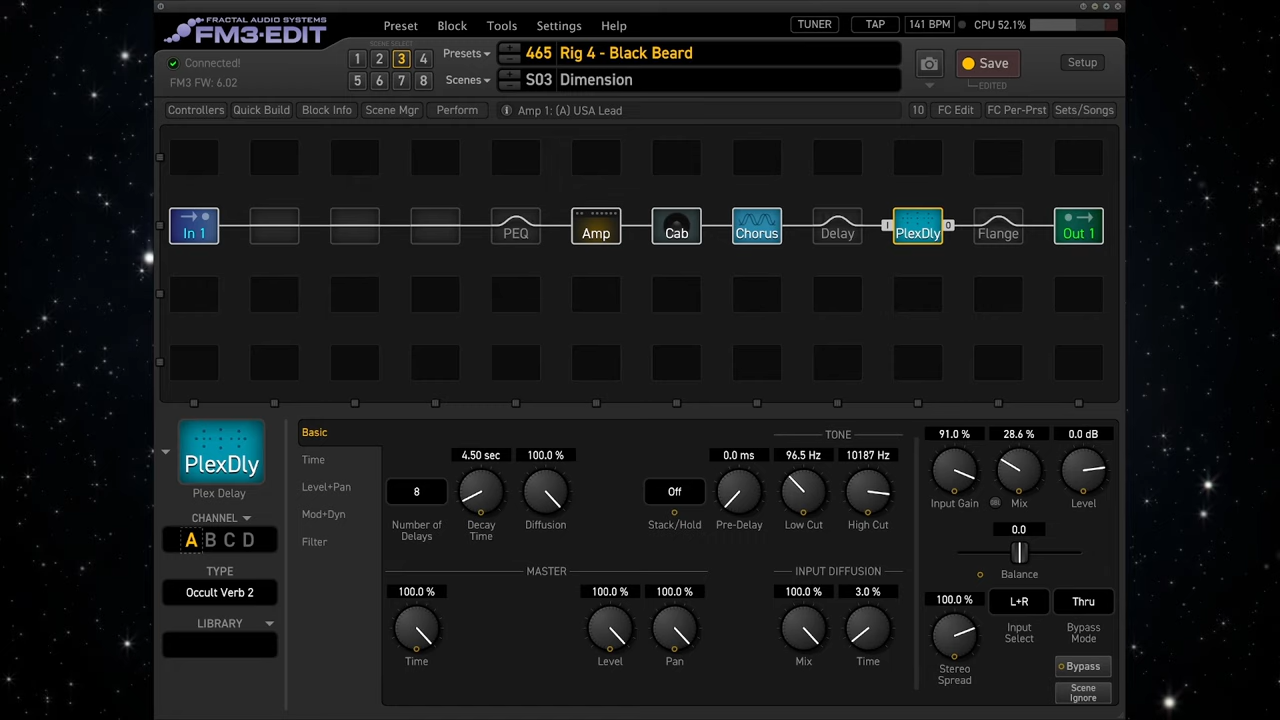 FRACTAL AUDIO SYSTEMS
FM3-EDIT
Preset Block Tools Settings Help
TUNER TAP 141 BPM CPU 52.1%
SCENE SELECT
1 2 3 4
5 6 7 8
Connected!
FM3 FW: 6.02
Presets 465 Rig 4 - Black Beard
Scenes S03 Dimension
Save
EDITED
Setup
Controllers Quick Build Block Info Scene Mgr Perform Amp 1: (A) USA Lead 10 FC Edit FC Per-Prst Sets/Songs
In 1 PEQ Amp Cab Chorus Delay I PlexDly O Flange Out 1
PlexDly
Plex Delay
CHANNEL
A B C D
TYPE
Occult Verb 2
LIBRARY
Basic
Time
Level+Pan
Mod+Dyn
Filter
TONE
4.50 sec 100.0 % 0.0 ms 96.5 Hz 10187 Hz
8 Off
Number of Delays Decay Time Diffusion Stack/Hold Pre-Delay Low Cut High Cut
MASTER INPUT DIFFUSION
100.0 % 100.0 % 100.0 % 100.0 % 3.0 %
Time Level Pan Mix Time
91.0 % 28.6 % 0.0 dB
Input Gain Mix Level
0.0
Balance
100.0 % L+R Thru
Stereo Spread Input Select Bypass Mode
Bypass
Scene Ignore